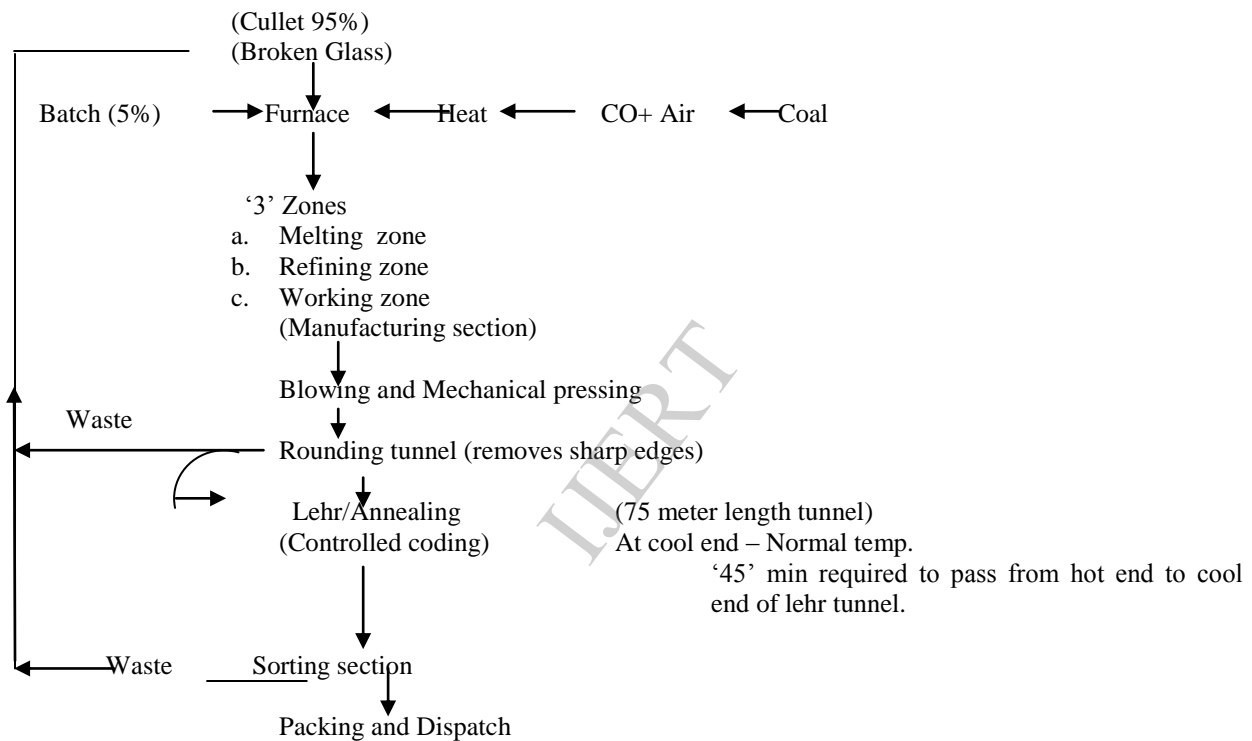 (Cullet 95%)
(Broken Glass)
Batch (5%) Furnace Heat CO+ Air Coal
‘3’ Zones
a. Melting zone
b. Refining zone
c. Working zone
(Manufacturing section)
Blowing and Mechanical pressing
Waste
Rounding tunnel (removes sharp edges)
Lehr/Annealing (75 meter length tunnel)
(Controlled coding) At cool end – Normal temp.
‘45’ min required to pass from hot end to cool
end of lehr tunnel.
Waste Sorting section
Packing and Dispatch
IJERT